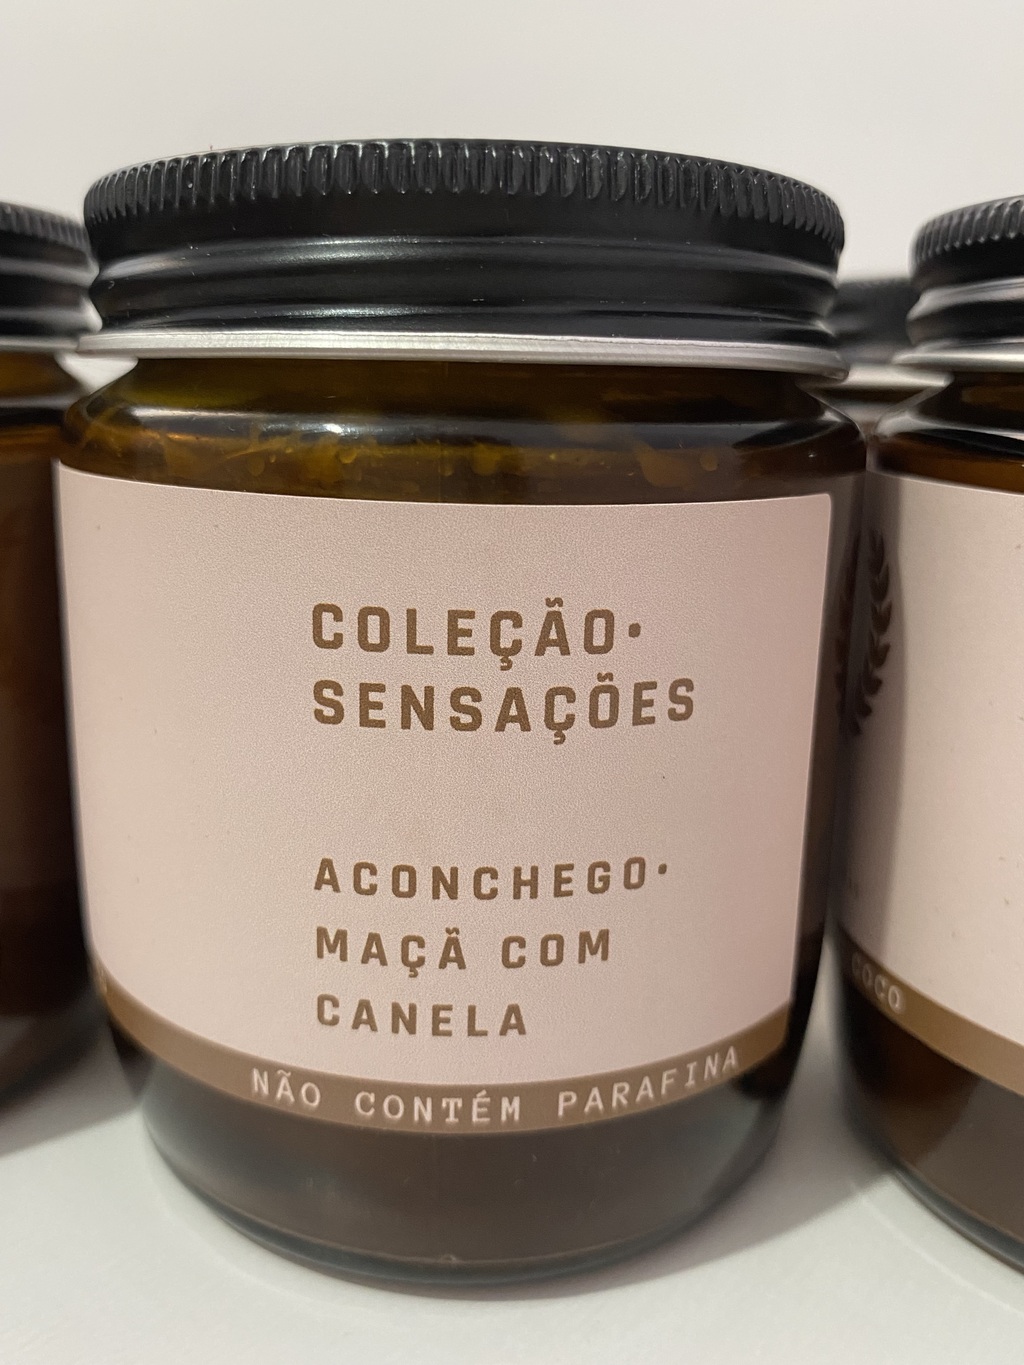 COLEÇÃO·
SENSAÇÕES
ACONCHEGO·
MAÇÃ COM
CANELA
NÃO CONTÉM PARAFINA
COCO